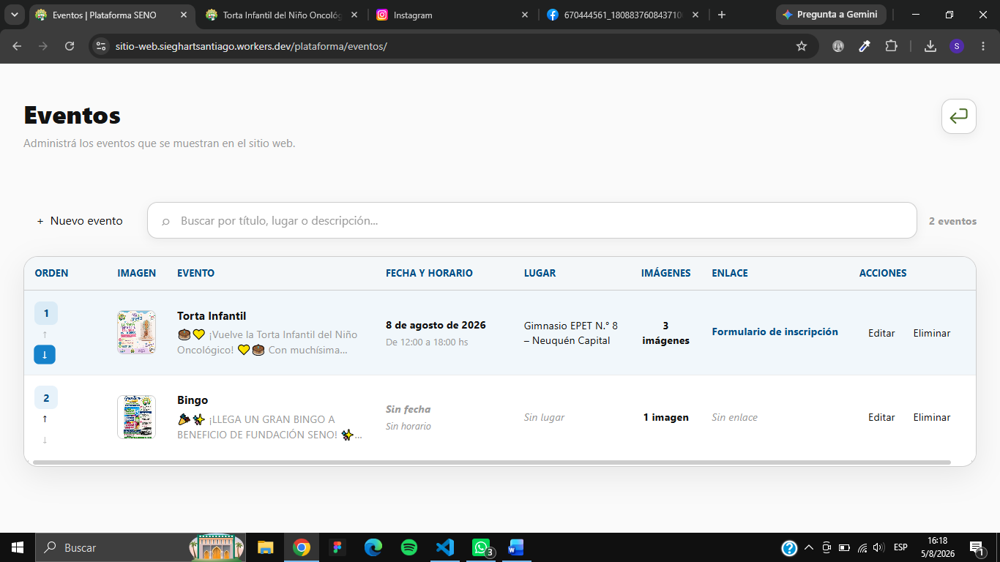 Eventos | Plataforma SENO
Torta Infantil del Niño Oncológ
Instagram
670444561_1808837608437106
Pregunta a Gemini
sitio-web.sieghartsantiago.workers.dev/plataforma/eventos/
S
Eventos
Administrá los eventos que se muestran en el sitio web.
+ Nuevo evento
Buscar por título, lugar o descripción...
2 eventos
ORDEN IMAGEN EVENTO FECHA Y HORARIO LUGAR IMÁGENES ENLACE ACCIONES
1
↑
↓
Torta Infantil
🎂💛 ¡Vuelve la Torta Infantil del Niño
Oncológico! 💛🎂 Con muchísima...
8 de agosto de 2026
De 12:00 a 18:00 hs
Gimnasio EPET N.° 8
– Neuquén Capital
3
imágenes
Formulario de inscripción
Editar
Eliminar
2
↑
↓
Bingo
🎉✨ ¡LLEGA UN GRAN BINGO A
BENEFICIO DE FUNDACIÓN SENO! ✨...
Sin fecha
Sin horario
Sin lugar
1 imagen
Sin enlace
Editar
Eliminar
Buscar
3
ESP
16:18
5/8/2026
1